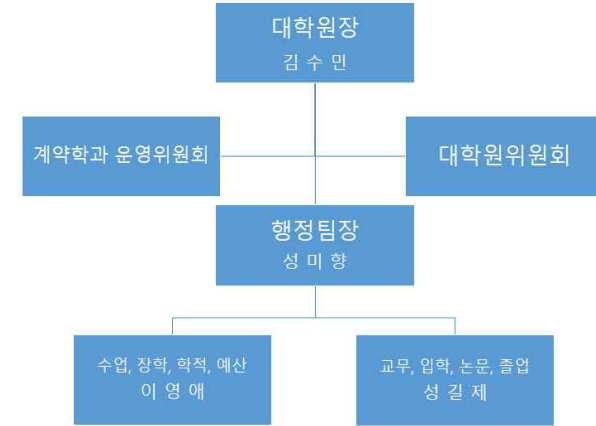 대학원장
김 수 민
계약학과 운영위원회
대학원위원회
행정팀장
성 미 향
수업, 장학, 학적, 예산
이 영 애
교무, 입학, 논문, 졸업
성 길 제